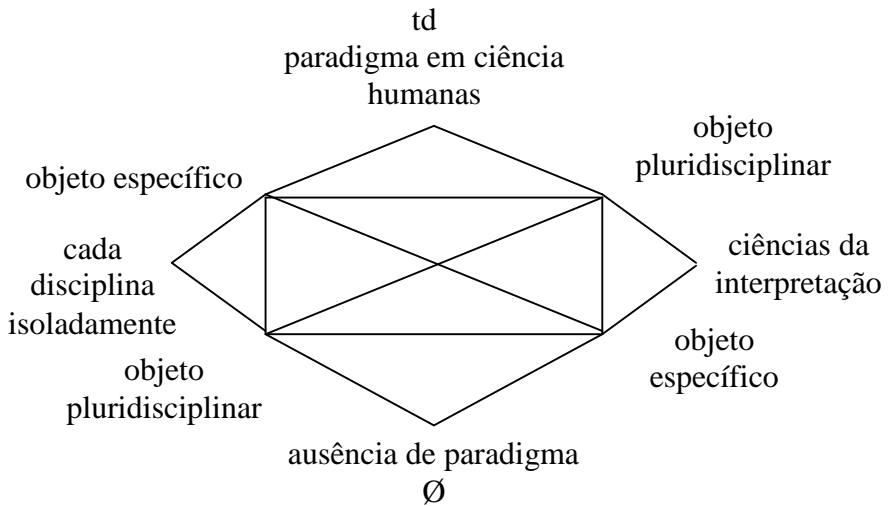 td
paradigma em ciência
humanas
objeto
pluridisciplinar
objeto específico
cada
disciplina
isoladamente
ciências da
interpretação
objeto
pluridisciplinar
objeto
específico
ausência de paradigma
Ø